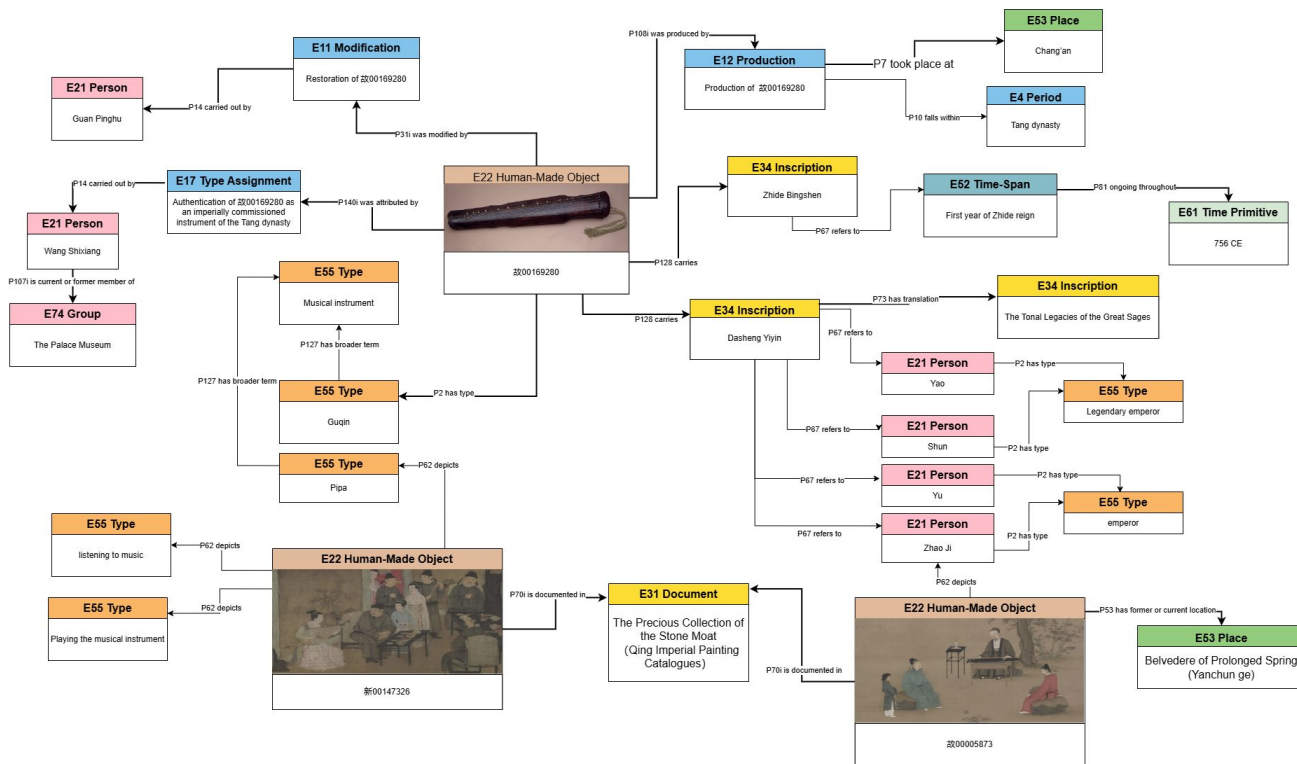 E11 Modification
Restoration of 故00169280
E21 Person
Guan Pinghu
P14 carried out by
P31i was modified by
P108i was produced by
E12 Production
Production of 故00169280
P7 took place at
E53 Place
Chang'an
P10 falls within
E4 Period
Tang dynasty
P14 carried out by
E17 Type Assignment
Authentication of 故00169280 as
an imperially commissioned
instrument of the Tang dynasty
P140i was attributed by
E21 Person
Wang Shixiang
P107i is current or former member of
E74 Group
The Palace Museum
E22 Human-Made Object
故00169280
P128 carries
E34 Inscription
Zhide Bingshen
P67 refers to
E52 Time-Span
First year of Zhide reign
P81 ongoing throughout
E61 Time Primitive
756 CE
E55 Type
Musical instrument
P127 has broader term
P127 has broader term
E55 Type
Guqin
P2 has type
E55 Type
Pipa
P62 depicts
P128 carries
E34 Inscription
Dasheng Yiyin
P73 has translation
E34 Inscription
The Tonal Legacies of the Great Sages
P67 refers to
E21 Person
Yao
P2 has type
E55 Type
Legendary emperor
P67 refers to
E21 Person
Shun
P2 has type
P67 refers to
E21 Person
Yu
P2 has type
E55 Type
emperor
P67 refers to
E21 Person
Zhao Ji
P2 has type
P62 depicts
E55 Type
listening to music
P62 depicts
E55 Type
Playing the musical instrument
P62 depicts
E22 Human-Made Object
新00147326
P70i is documented in
E31 Document
The Precious Collection of
the Stone Moat
(Qing Imperial Painting
Catalogues)
P70i is documented in
E22 Human-Made Object
故00005873
P53 has former or current location
E53 Place
Belvedere of Prolonged Spring
(Yanchun ge)